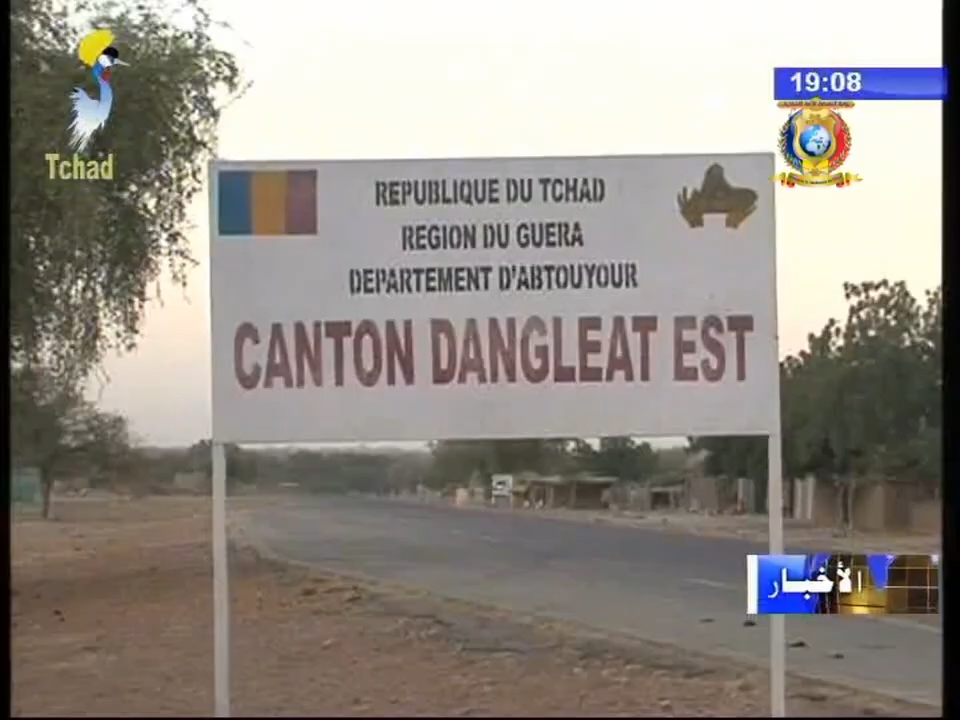 Tchad
19:08
REPUBLIQUE DU TCHAD
REGION DU GUERA
DEPARTEMENT D'ABTOUYOUR
CANTON DANGLEAT EST
الأخبار